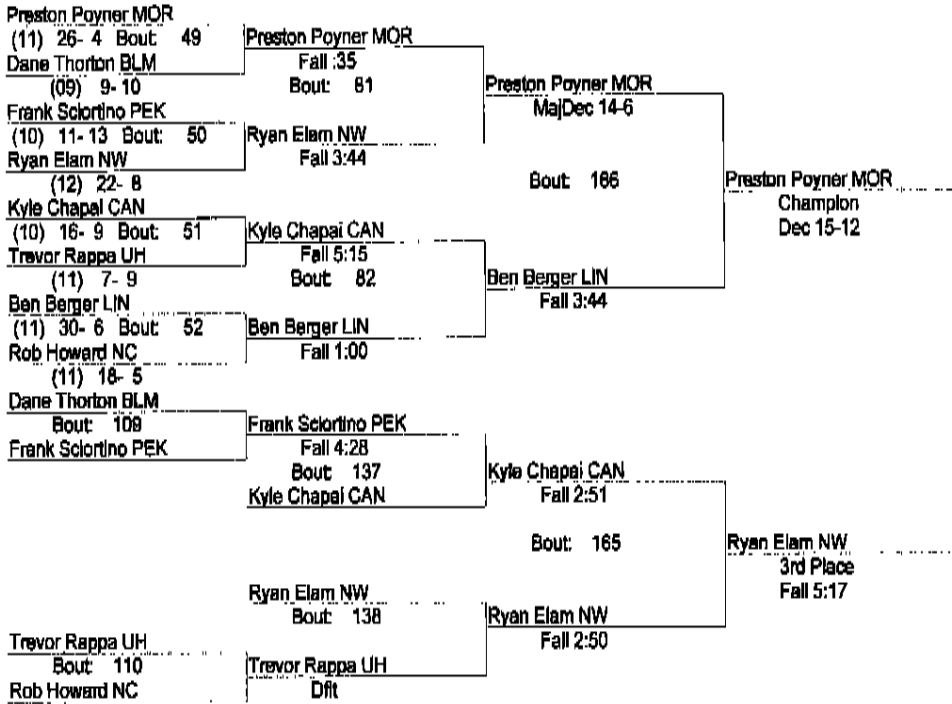 Preston Poyner MOR
(11) 26- 4 Bout: 49
Dane Thorton BLM
(09) 9- 10
Frank Sciortino PEK
(10) 11- 13 Bout: 50
Ryan Elam NW
(12) 22- 8
Kyle Chapai CAN
(10) 16- 9 Bout: 51
Trevor Rappa UH
(11) 7- 9
Ben Berger LIN
(11) 30- 6 Bout: 52
Rob Howard NC
(11) 18- 5
Preston Poyner MOR
Fall :35
Bout: 81
Ryan Elam NW
Fall 3:44
Kyle Chapai CAN
Fall 5:15
Bout: 82
Ben Berger LIN
Fall 1:00
Preston Poyner MOR
MajDec 14-6
Bout: 166
Ben Berger LIN
Fall 3:44
Preston Poyner MOR
Champion
Dec 15-12
Dane Thorton BLM
Bout: 109
Frank Sciortino PEK
Frank Sciortino PEK
Fall 4:28
Bout: 137
Kyle Chapai CAN
Kyle Chapai CAN
Fall 2:51
Bout: 165
Ryan Elam NW
3rd Place
Fall 5:17
Ryan Elam NW
Bout: 138
Ryan Elam NW
Fall 2:50
Trevor Rappa UH
Bout: 110
Rob Howard NC
Trevor Rappa UH
Dflt